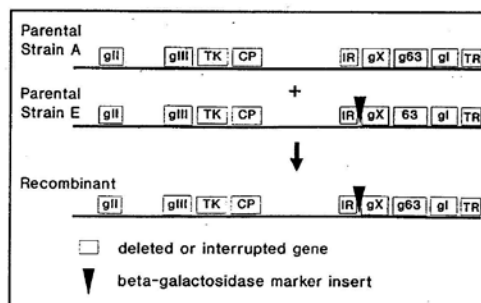 Parental
Strain A
gII gIII TK CP IR gX g63 gI TR
+
Parental
Strain E
gII gIII TK CP IR gX 63 gI TR
Recombinant
gII gIII TK CP IR gX g63 gI TR
deleted or interrupted gene
beta-galactosidase marker insert